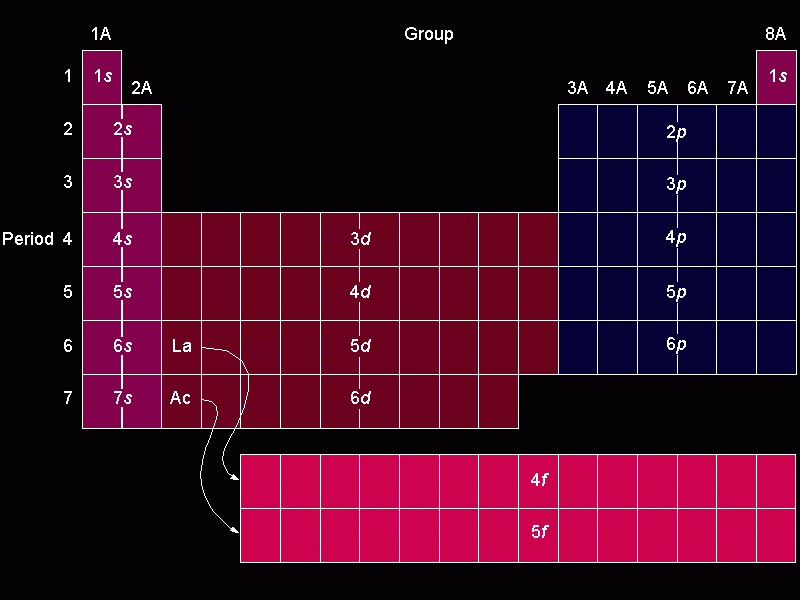 1A Group 8A
1 1s 1s
2A 3A 4A 5A 6A 7A
2 2s 2p
3 3s 3p
Period 4 4s 3d 4p
5 5s 4d 5p
6 6s La 5d 6p
7 7s Ac 6d
4f
5f